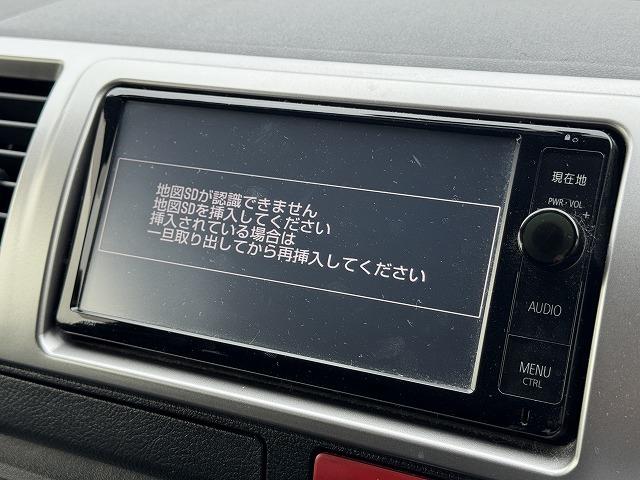 地図SDが認識できません
地図SDを挿入してください
挿入されている場合は
一旦取り出してから再挿入してください
現在地
PWR・VOL
+
AUDIO
MENU
CTRL